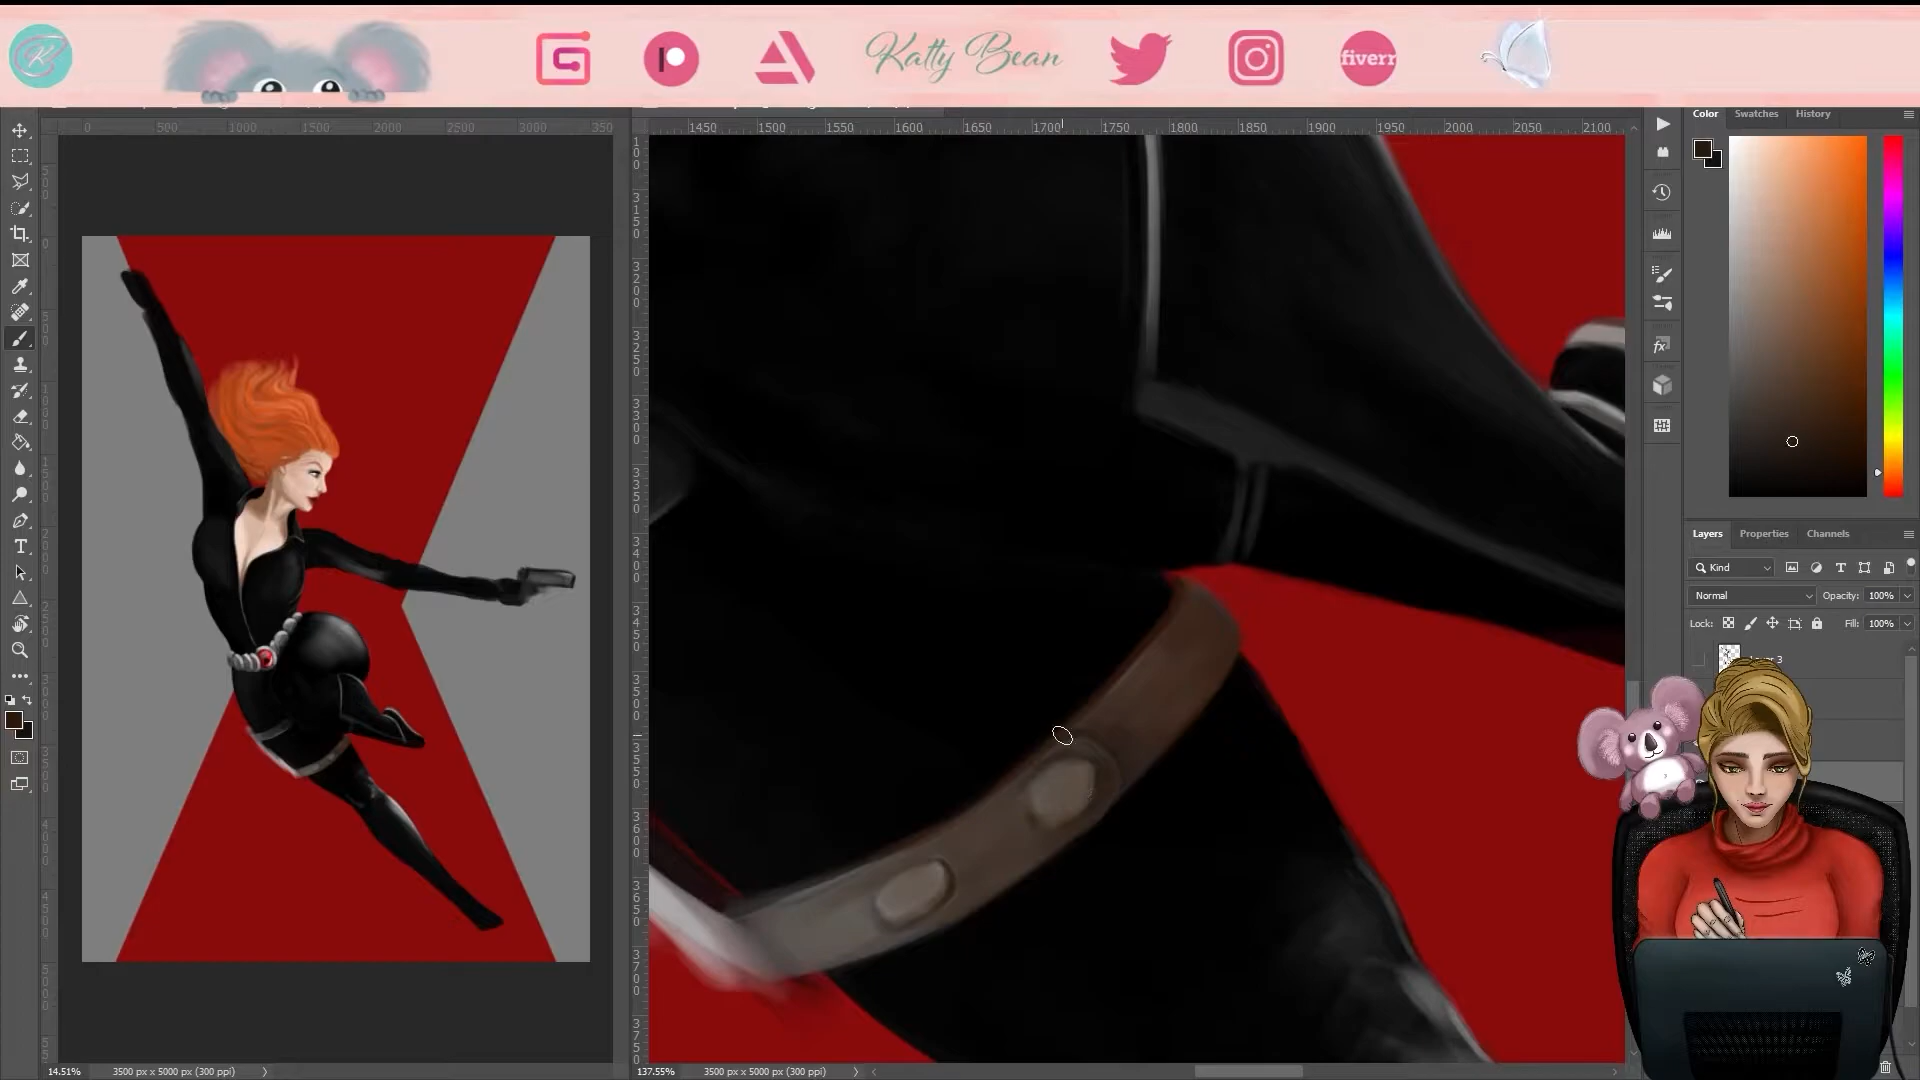 Katty Bean
fiverr
K
0 500 1000 1500 2000 2500 3000 350
1450 1500 1550 1600 1650 1700 1750 1800 1850 1900 1950 2000 2050 2100
Color Swatches History
Layers Properties Channels
Kind
Normal Opacity: 100%
Lock: Fill: 100%
14.51% 3500 px x 5000 px (300 ppi)
137.55% 3500 px x 5000 px (300 ppi)